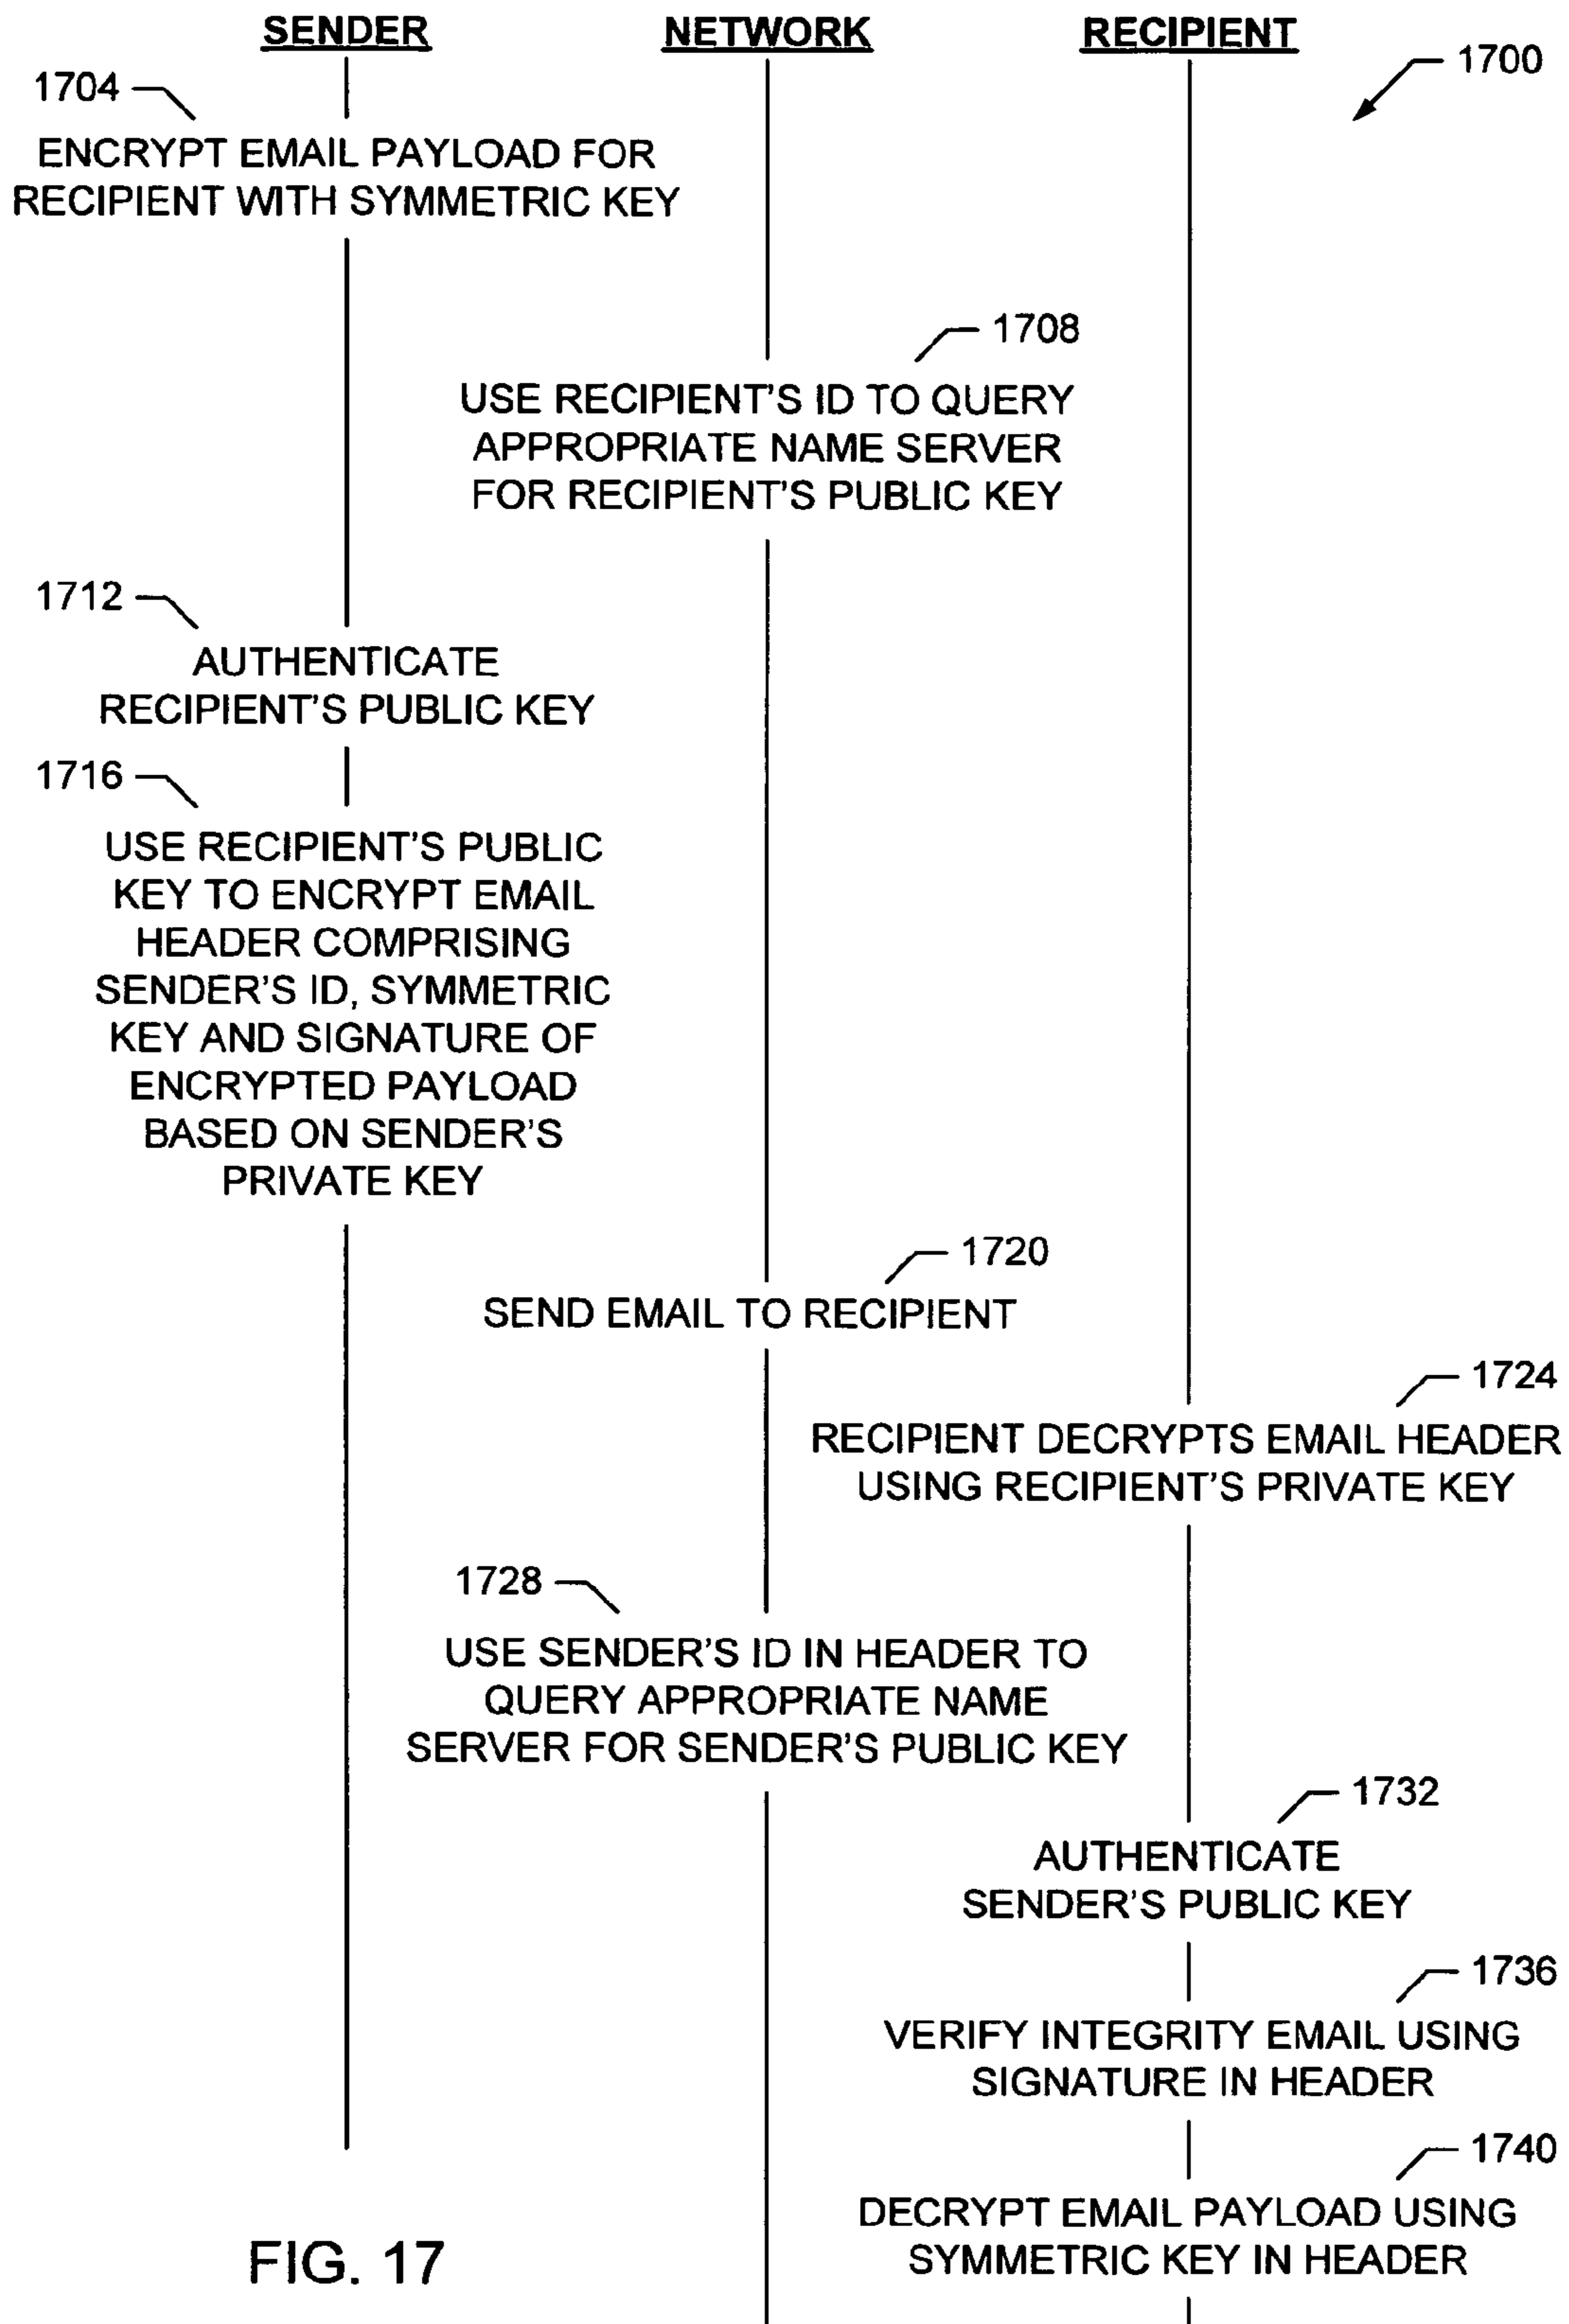 SENDER
NETWORK
RECIPIENT
1700
1704
ENCRYPT EMAIL PAYLOAD FOR
RECIPIENT WITH SYMMETRIC KEY
1708
USE RECIPIENT'S ID TO QUERY
APPROPRIATE NAME SERVER
FOR RECIPIENT'S PUBLIC KEY
1712
AUTHENTICATE
RECIPIENT'S PUBLIC KEY
1716
USE RECIPIENT'S PUBLIC
KEY TO ENCRYPT EMAIL
HEADER COMPRISING
SENDER'S ID, SYMMETRIC
KEY AND SIGNATURE OF
ENCRYPTED PAYLOAD
BASED ON SENDER'S
PRIVATE KEY
1720
SEND EMAIL TO RECIPIENT
1724
RECIPIENT DECRYPTS EMAIL HEADER
USING RECIPIENT'S PRIVATE KEY
1728
USE SENDER'S ID IN HEADER TO
QUERY APPROPRIATE NAME
SERVER FOR SENDER'S PUBLIC KEY
1732
AUTHENTICATE
SENDER'S PUBLIC KEY
1736
VERIFY INTEGRITY EMAIL USING
SIGNATURE IN HEADER
1740
DECRYPT EMAIL PAYLOAD USING
SYMMETRIC KEY IN HEADER
FIG. 17